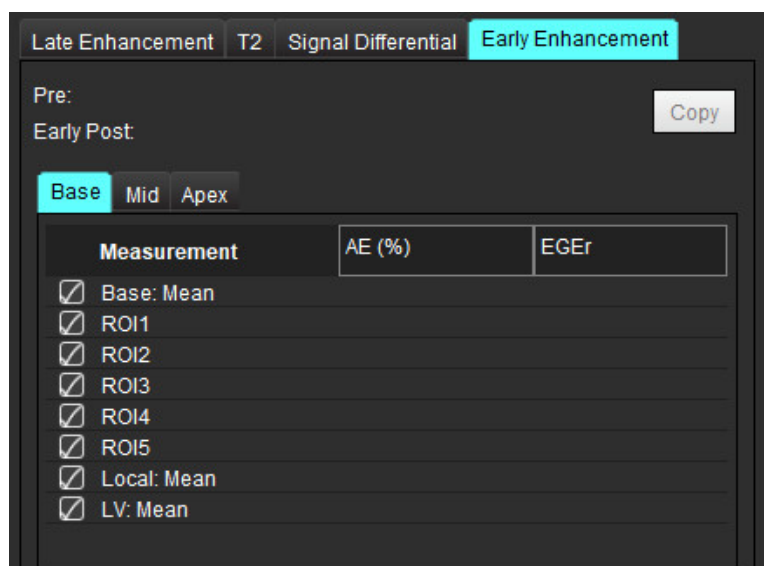 Late Enhancement T2 Signal Differential Early Enhancement
Pre:
Copy
Early Post:
Base Mid Apex
Measurement AE (%) EGEr
Base: Mean
ROI1
ROI2
ROI3
ROI4
ROI5
Local: Mean
LV: Mean